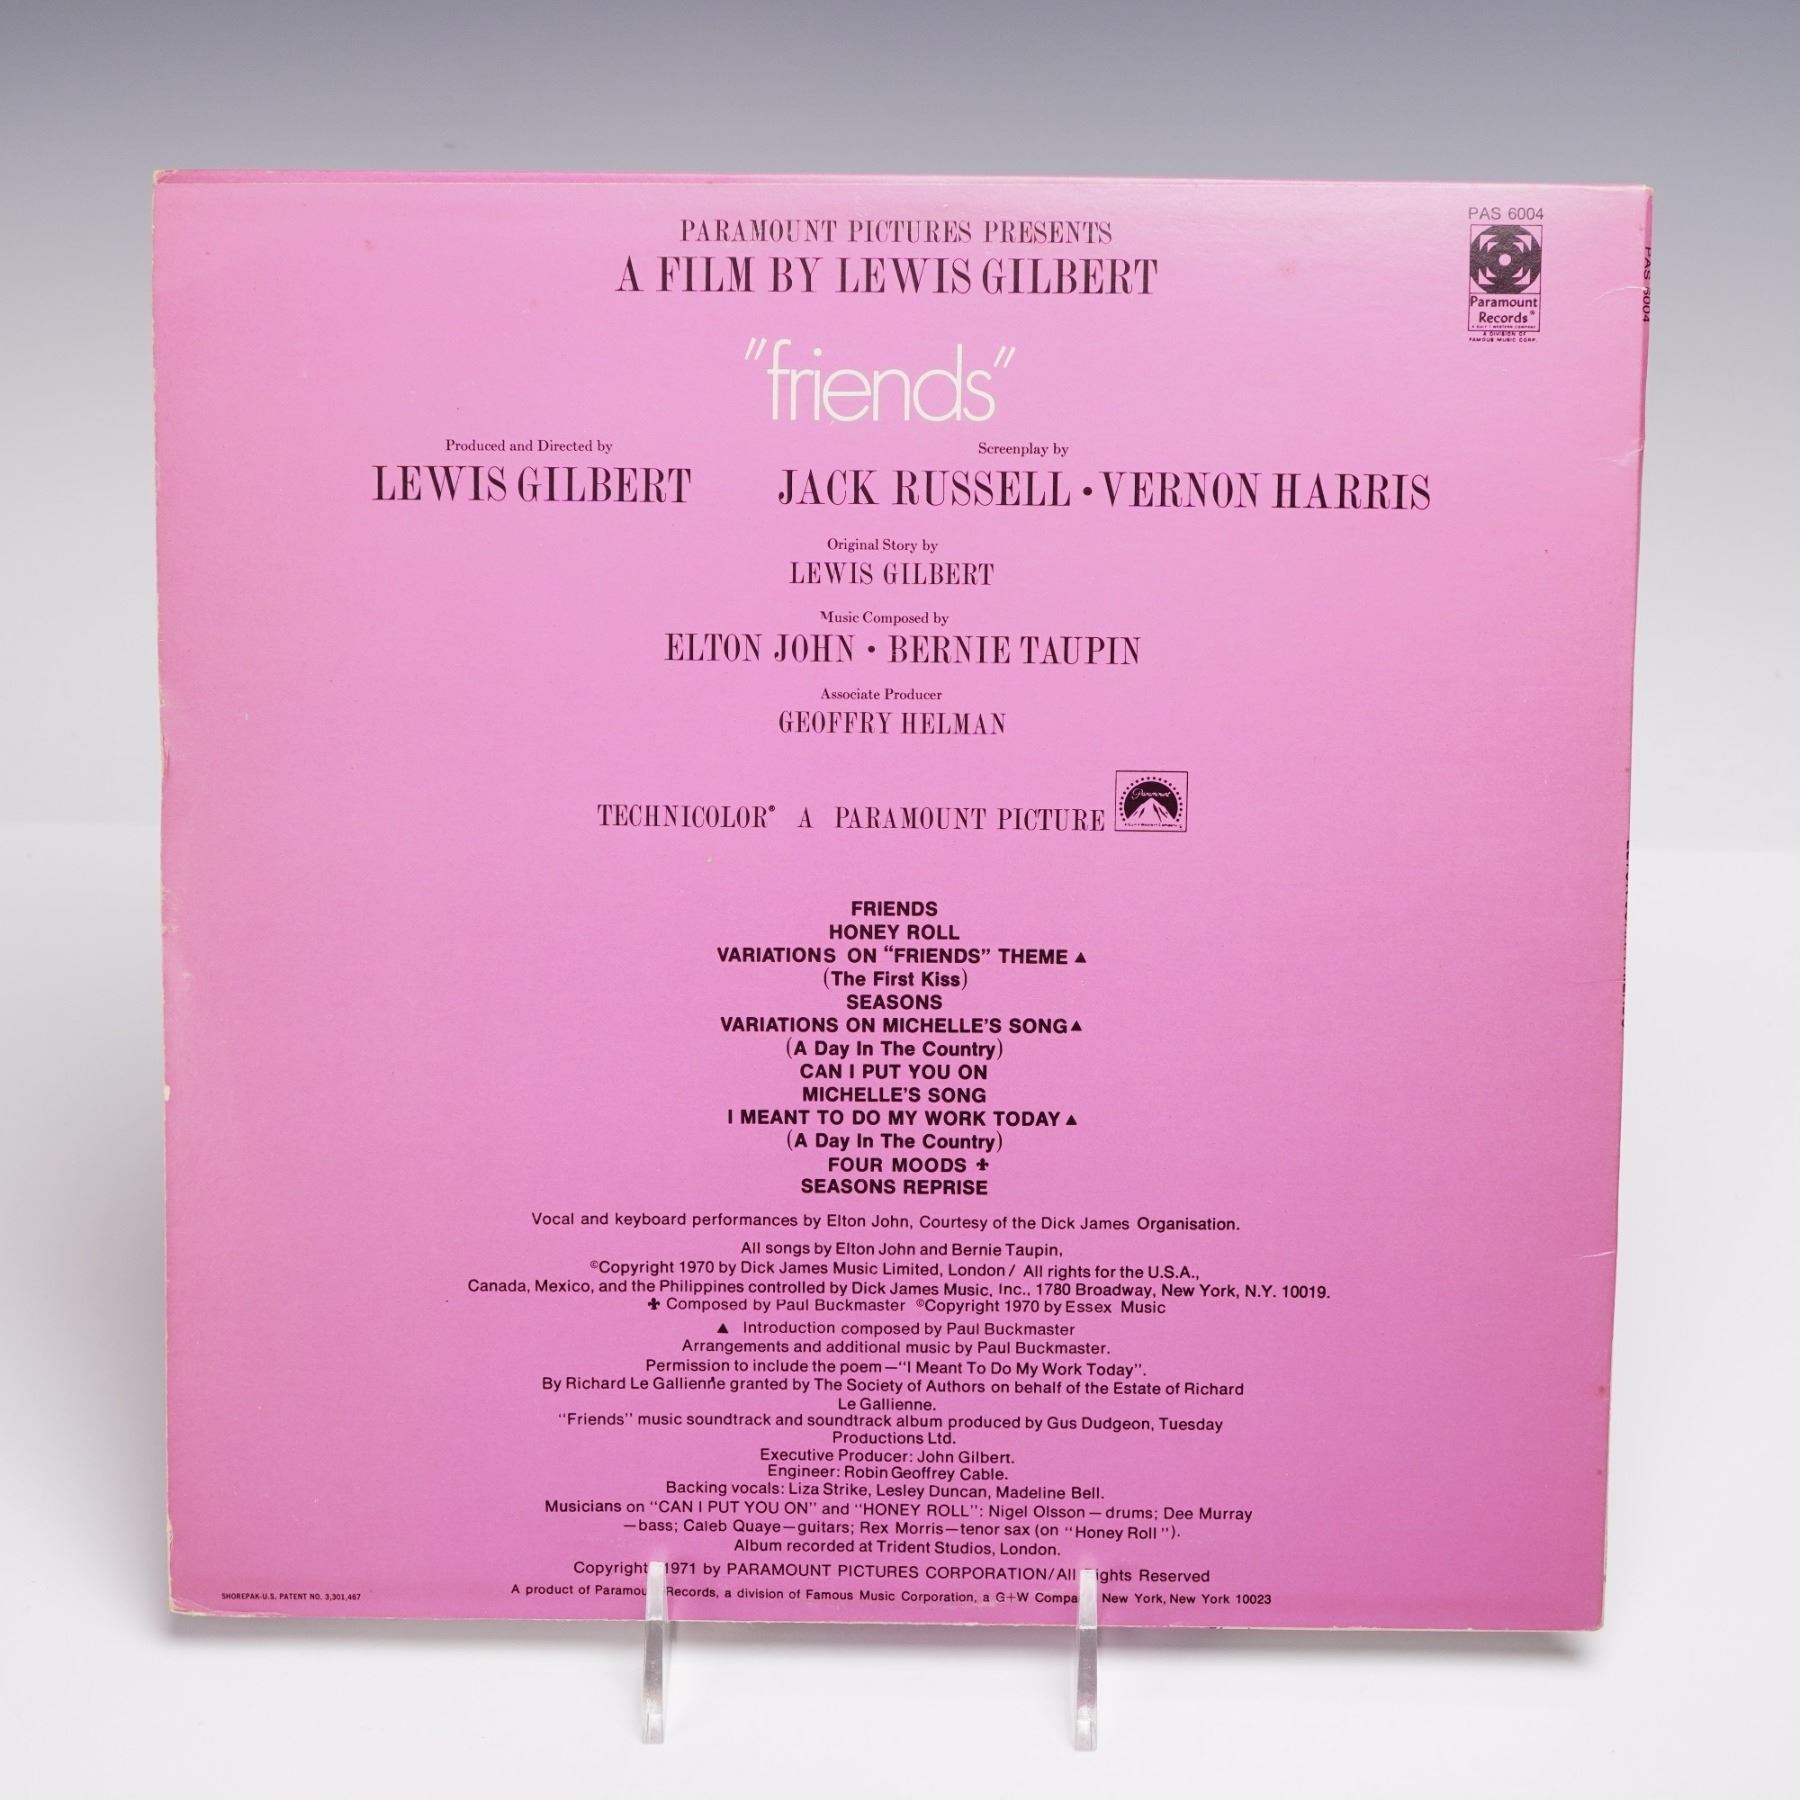 PARAMOUNT PICTURES PRESENTS
A FILM BY LEWIS GILBERT
PAS 6004
Paramount
Records®
A DIVISION OF
FAMOUS MUSIC CORP.
PAS 6004
"friends"
Produced and Directed by
LEWIS GILBERT
Screenplay by
JACK RUSSELL • VERNON HARRIS
Original Story by
LEWIS GILBERT
Music Composed by
ELTON JOHN • BERNIE TAUPIN
Associate Producer
GEOFFRY HELMAN
TECHNICOLOR® A PARAMOUNT PICTURE
Paramount
FRIENDS
HONEY ROLL
VARIATIONS ON “FRIENDS” THEME ▲
(The First Kiss)
SEASONS
VARIATIONS ON MICHELLE'S SONG ▲
(A Day In The Country)
CAN I PUT YOU ON
MICHELLE'S SONG
I MEANT TO DO MY WORK TODAY ▲
(A Day In The Country)
FOUR MOODS ✤
SEASONS REPRISE
Vocal and keyboard performances by Elton John, Courtesy of the Dick James Organisation.
All songs by Elton John and Bernie Taupin,
©Copyright 1970 by Dick James Music Limited, London / All rights for the U.S.A.,
Canada, Mexico, and the Philippines controlled by Dick James Music, Inc., 1780 Broadway, New York, N.Y. 10019.
✤ Composed by Paul Buckmaster ©Copyright 1970 by Essex Music
▲ Introduction composed by Paul Buckmaster
Arrangements and additional music by Paul Buckmaster.
Permission to include the poem—"I Meant To Do My Work Today".
By Richard Le Gallienne granted by The Society of Authors on behalf of the Estate of Richard
Le Gallienne.
"Friends" music soundtrack and soundtrack album produced by Gus Dudgeon, Tuesday
Productions Ltd.
Executive Producer: John Gilbert.
Engineer: Robin Geoffrey Cable.
Backing vocals: Liza Strike, Lesley Duncan, Madeline Bell.
Musicians on "CAN I PUT YOU ON" and "HONEY ROLL": Nigel Olsson—drums; Dee Murray
—bass; Caleb Quaye—guitars; Rex Morris—tenor sax (on "Honey Roll").
Album recorded at Trident Studios, London.
Copyright 1971 by PARAMOUNT PICTURES CORPORATION/All ights Reserved
A product of Paramou Records, a division of Famous Music Corporation, a G+W Compa New York, New York 10023
SHOREPAK-U.S. PATENT NO. 3,301,467